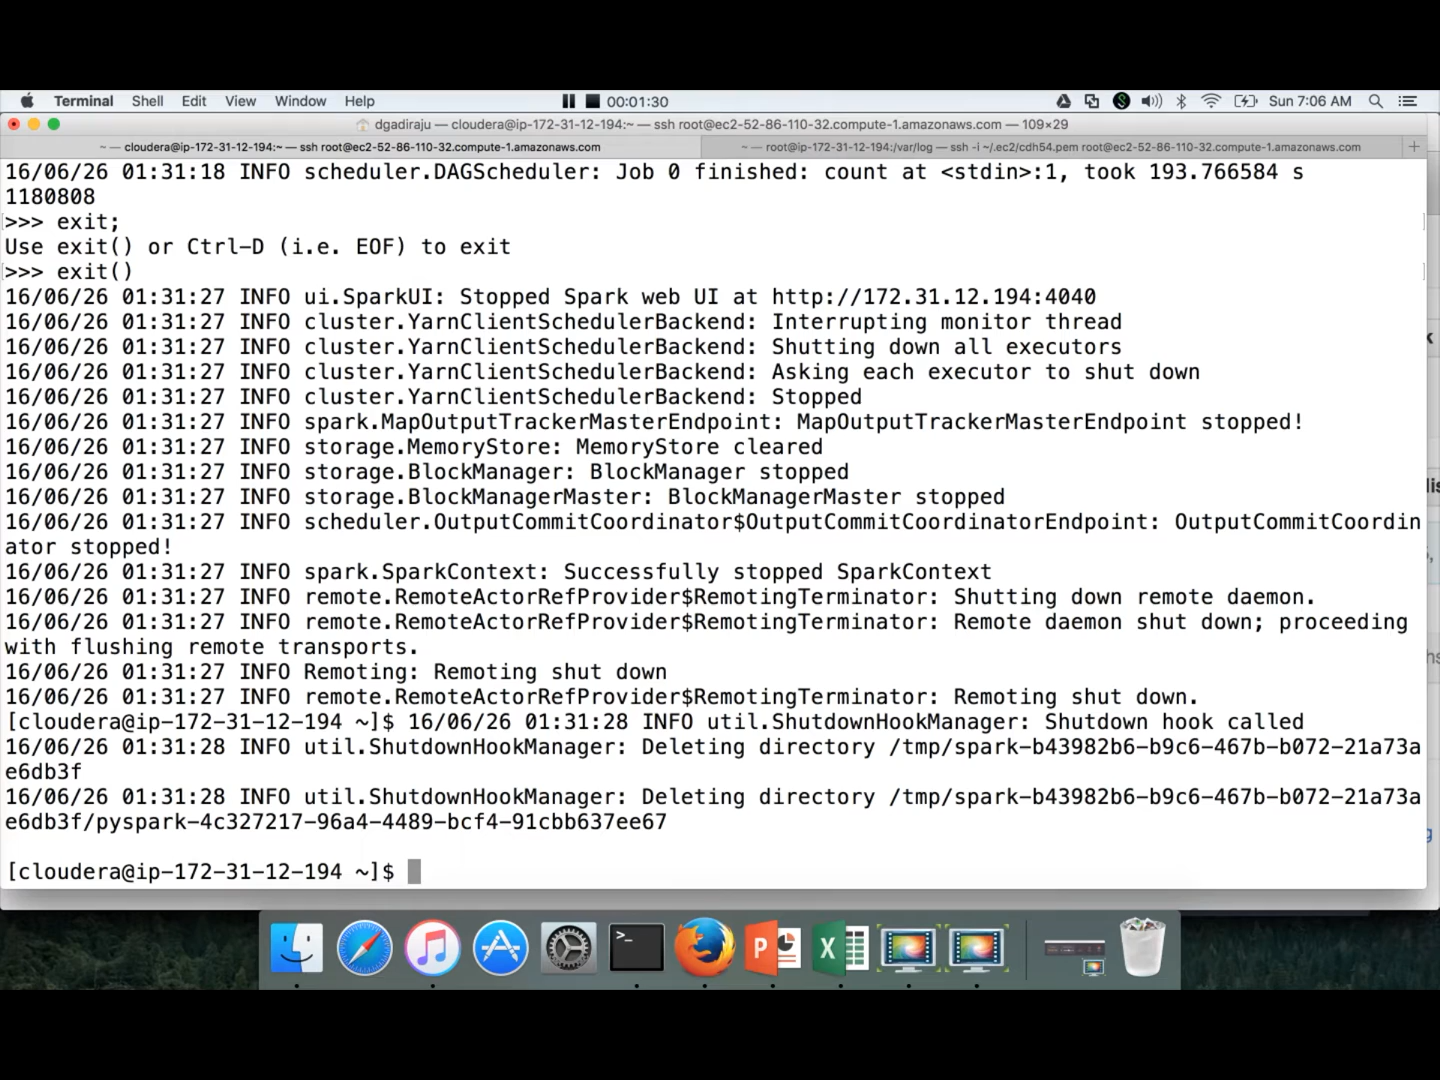 Terminal Shell Edit View Window Help 00:01:30 Sun 7:06 AM
dgadiraju — cloudera@ip-172-31-12-194:~ — ssh root@ec2-52-86-110-32.compute-1.amazonaws.com — 109×29
~ — cloudera@ip-172-31-12-194:~ — ssh root@ec2-52-86-110-32.compute-1.amazonaws.com ~ — root@ip-172-31-12-194:/var/log — ssh -i ~/.ec2/cdh54.pem root@ec2-52-86-110-32.compute-1.amazonaws.com +
16/06/26 01:31:18 INFO DAGScheduler: Job 0 finished: count at <stdin>:1, took 193.766584 s
1180808
>>> exit;
Use exit() or Ctrl-D (i.e. EOF) to exit
>>> exit()
16/06/26 01:31:27 INFO ui.SparkUI: Stopped Spark web UI at http://172.31.12.194:4040
16/06/26 01:31:27 INFO cluster.YarnClientSchedulerBackend: Interrupting monitor thread
16/06/26 01:31:27 INFO cluster.YarnClientSchedulerBackend: Shutting down all executors
16/06/26 01:31:27 INFO cluster.YarnClientSchedulerBackend: Asking each executor to shut down
16/06/26 01:31:27 INFO cluster.YarnClientSchedulerBackend: Stopped
16/06/26 01:31:27 INFO spark.MapOutputTrackerMasterEndpoint: MapOutputTrackerMasterEndpoint stopped!
16/06/26 01:31:27 INFO storage.MemoryStore: MemoryStore cleared
16/06/26 01:31:27 INFO storage.BlockManager: BlockManager stopped
16/06/26 01:31:27 INFO storage.BlockManagerMaster: BlockManagerMaster stopped
16/06/26 01:31:27 INFO scheduler.OutputCommitCoordinator$OutputCommitCoordinatorEndpoint: OutputCommitCoordin
ator stopped!
16/06/26 01:31:27 INFO spark.SparkContext: Successfully stopped SparkContext
16/06/26 01:31:27 INFO remote.RemoteActorRefProvider$RemotingTerminator: Shutting down remote daemon.
16/06/26 01:31:27 INFO remote.RemoteActorRefProvider$RemotingTerminator: Remote daemon shut down; proceeding
with flushing remote transports.
16/06/26 01:31:27 INFO Remoting: Remoting shut down
16/06/26 01:31:27 INFO remote.RemoteActorRefProvider$RemotingTerminator: Remoting shut down.
[cloudera@ip-172-31-12-194 ~]$ 16/06/26 01:31:28 INFO util.ShutdownHookManager: Shutdown hook called
16/06/26 01:31:28 INFO util.ShutdownHookManager: Deleting directory /tmp/spark-b43982b6-b9c6-467b-b072-21a73a
e6db3f
16/06/26 01:31:28 INFO util.ShutdownHookManager: Deleting directory /tmp/spark-b43982b6-b9c6-467b-b072-21a73a
e6db3f/pyspark-4c327217-96a4-4489-bcf4-91cbb637ee67
[cloudera@ip-172-31-12-194 ~]$